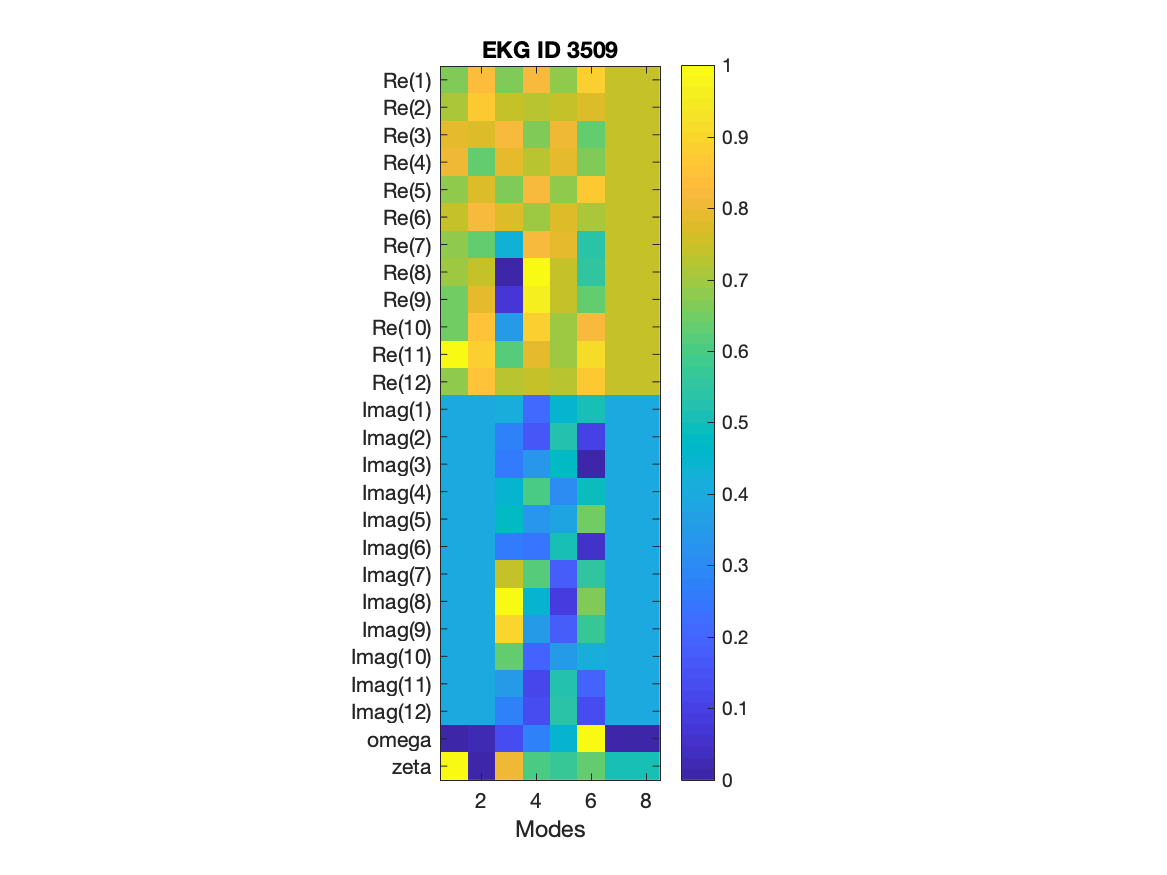 EKG ID 3509
Re(1)
Re(2)
Re(3)
Re(4)
Re(5)
Re(6)
Re(7)
Re(8)
Re(9)
Re(10)
Re(11)
Re(12)
Imag(1)
Imag(2)
Imag(3)
Imag(4)
Imag(5)
Imag(6)
Imag(7)
Imag(8)
Imag(9)
Imag(10)
Imag(11)
Imag(12)
omega
zeta
2 4 6 8
Modes
1
0.9
0.8
0.7
0.6
0.5
0.4
0.3
0.2
0.1
0